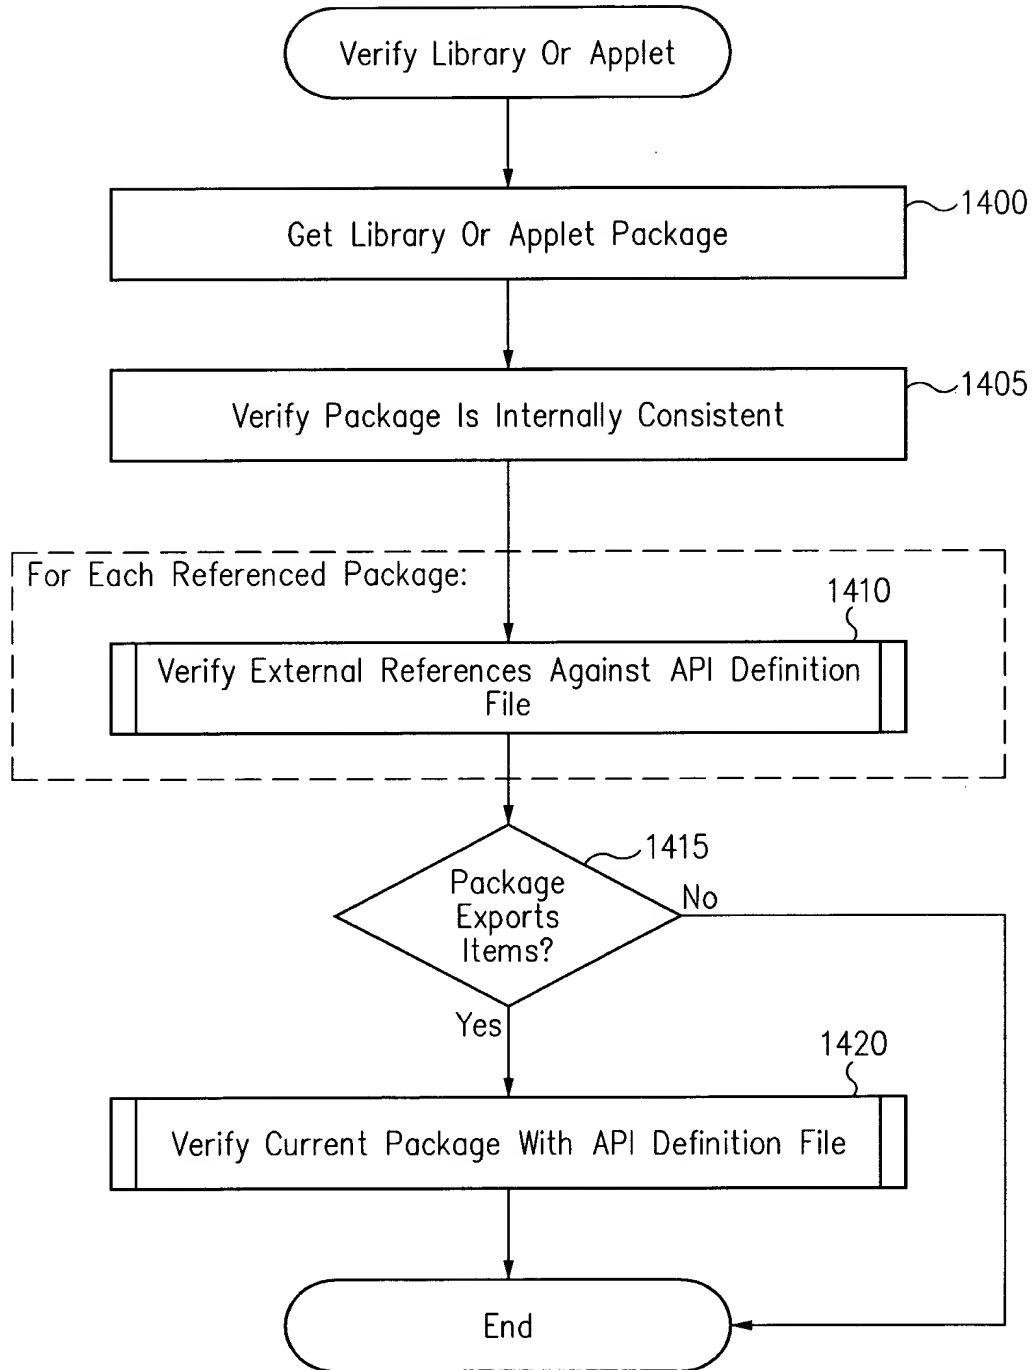 Verify Library Or Applet
1400
Get Library Or Applet Package
1405
Verify Package Is Internally Consistent
For Each Referenced Package:
1410
Verify External References Against API Definition
File
1415
Package
Exports
Items?
No
Yes
1420
Verify Current Package With API Definition File
End